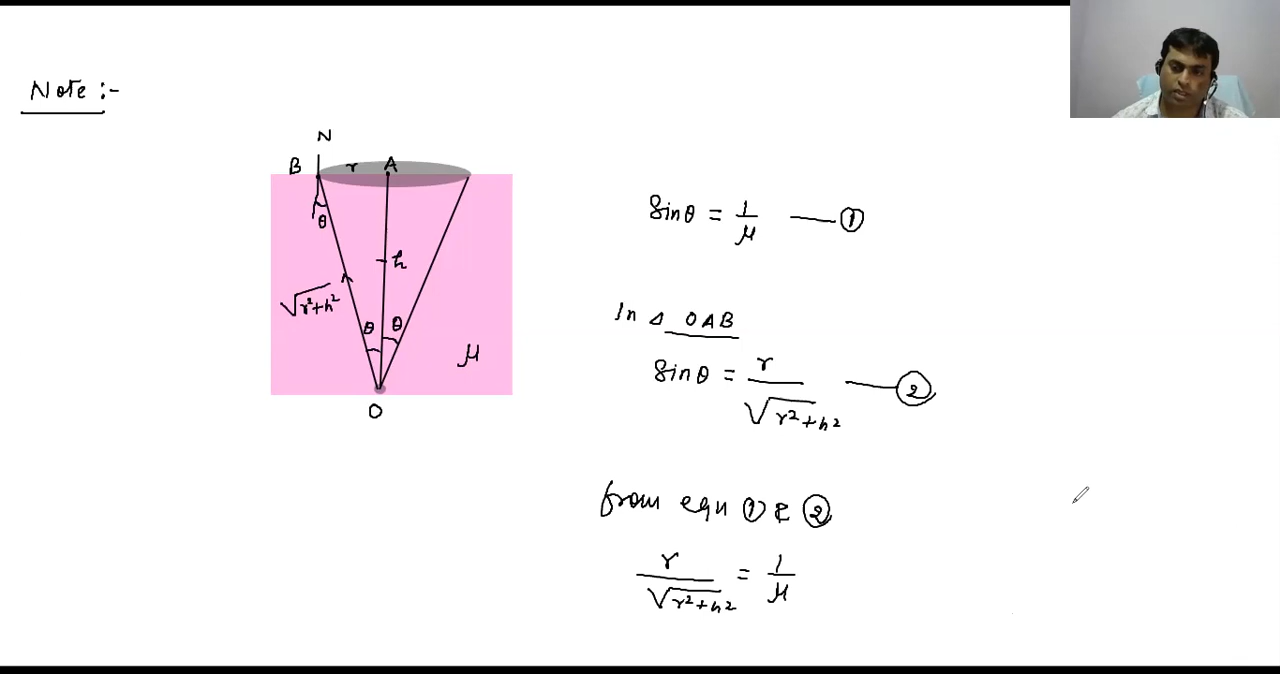 Note :-
N
B r A
θ
h
√r²+h²
θ θ
μ
O
Sinθ = 1/μ —— ①
In △ OAB
Sinθ = r/√r²+h² —— ②
from eqn ① & ②
r/√r²+h² = 1/μ